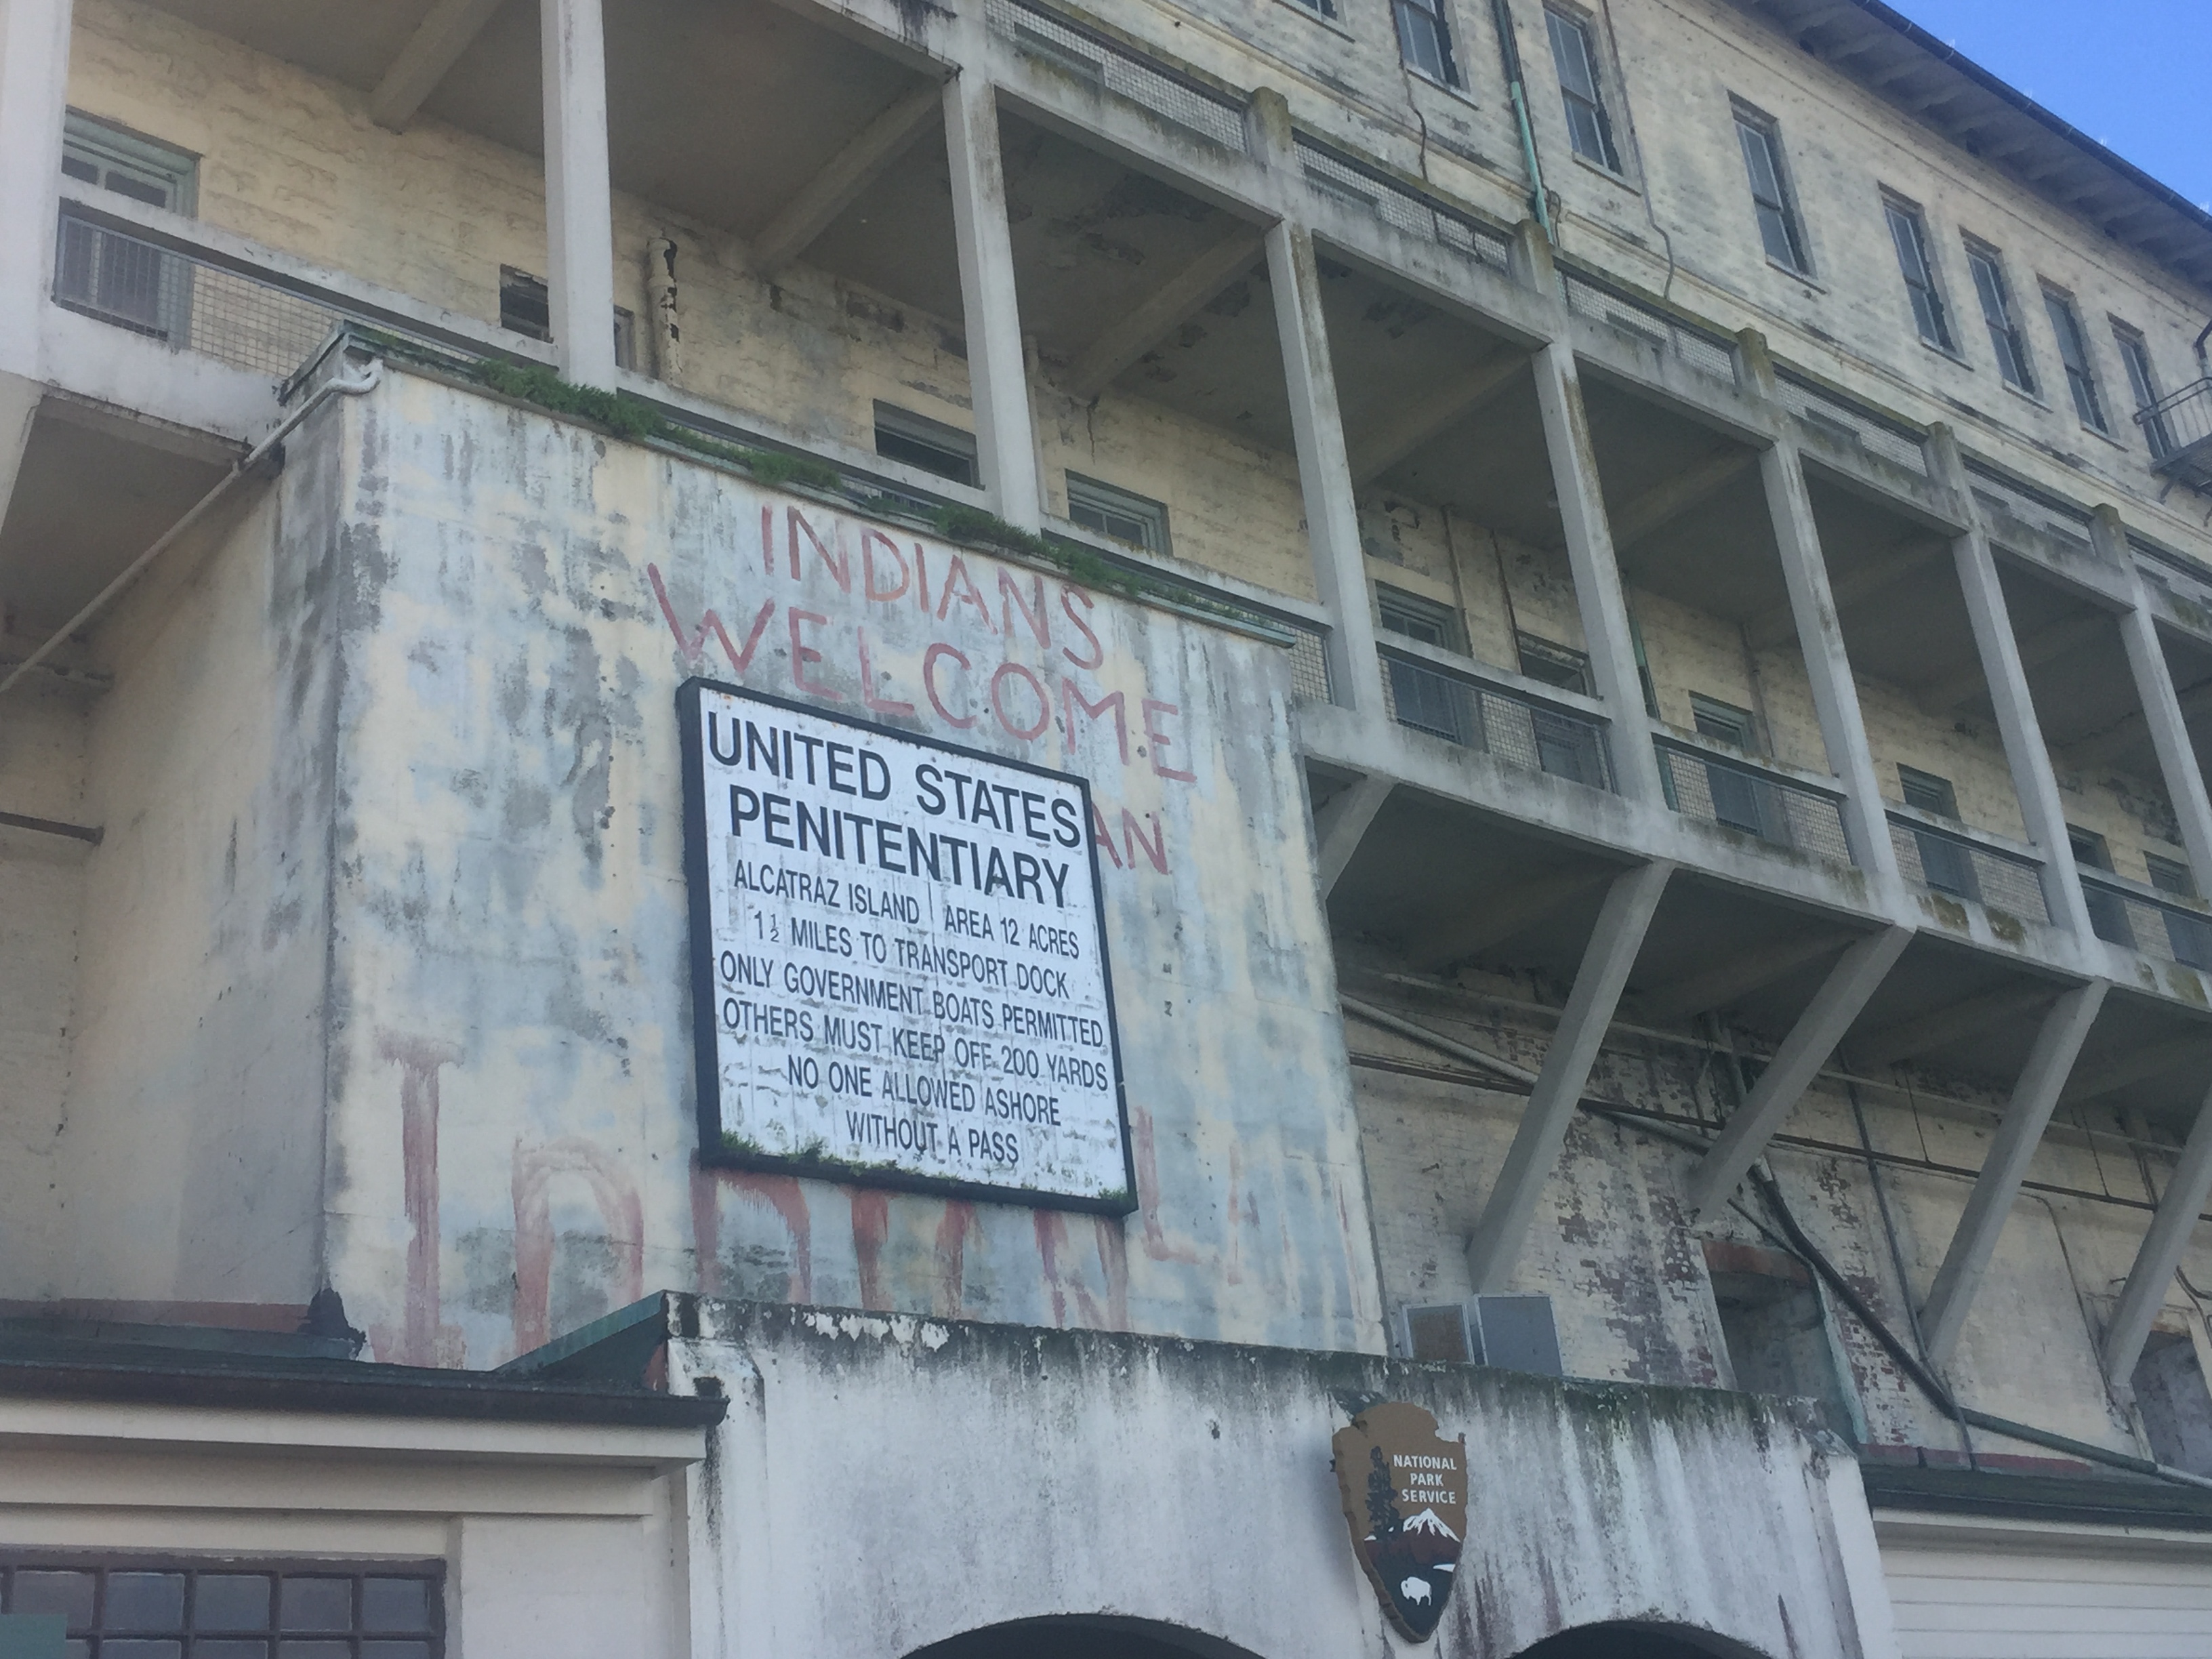 INDIANS
WELCOME
UNITED STATES
PENITENTIARY
ALCATRAZ ISLAND AREA 12 ACRES
1½ MILES TO TRANSPORT DOCK
ONLY GOVERNMENT BOATS PERMITTED
OTHERS MUST KEEP OFF 200 YARDS
NO ONE ALLOWED ASHORE
WITHOUT A PASS
NATIONAL
PARK
SERVICE